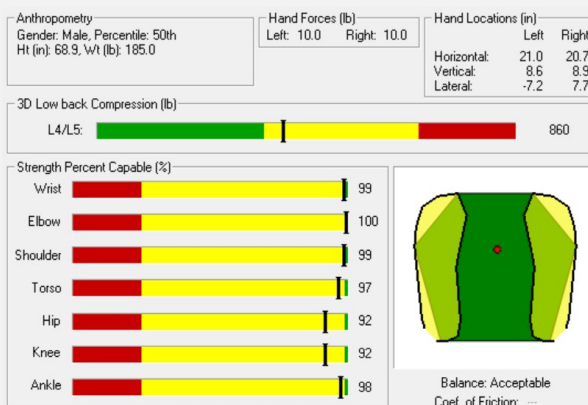 Anthropometry
Gender: Male, Percentile: 50th
Ht (in): 68.9, Wt (lb): 185.0
Hand Forces (lb)
Left: 10.0 Right: 10.0
Hand Locations (in)
Left Right
Horizontal: 21.0 20.7
Vertical: 8.6 8.9
Lateral: -7.2 7.7
3D Low back Compression (lb)
L4/L5: 860
Strength Percent Capable (%)
Wrist 99
Elbow 100
Shoulder 99
Torso 97
Hip 92
Knee 92
Ankle 98
Balance: Acceptable
Coef. of Friction: ---